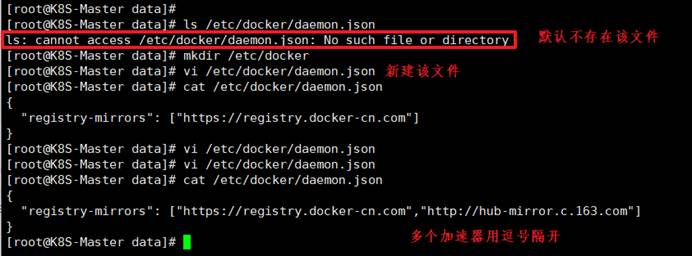 [root@K8S-Master data]#
[root@K8S-Master data]# ls /etc/docker/daemon.json
ls: cannot access /etc/docker/daemon.json: No such file or directory 默认不存在该文件
[root@K8S-Master data]# mkdir /etc/docker
[root@K8S-Master data]# vi /etc/docker/daemon.json 新建该文件
[root@K8S-Master data]# cat /etc/docker/daemon.json
{
  "registry-mirrors": ["https://registry.docker-cn.com"]
}
[root@K8S-Master data]# vi /etc/docker/daemon.json
[root@K8S-Master data]# vi /etc/docker/daemon.json
[root@K8S-Master data]# cat /etc/docker/daemon.json
{
  "registry-mirrors": ["https://registry.docker-cn.com","http://hub-mirror.c.163.com"]
}
多个加速器用逗号隔开
[root@K8S-Master data]#